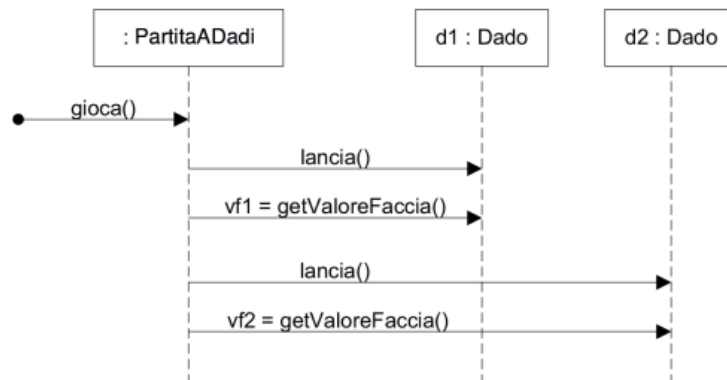 : PartitaADadi
d1 : Dado
d2 : Dado
gioca()
lancia()
vf1 = getValoreFaccia()
lancia()
vf2 = getValoreFaccia()